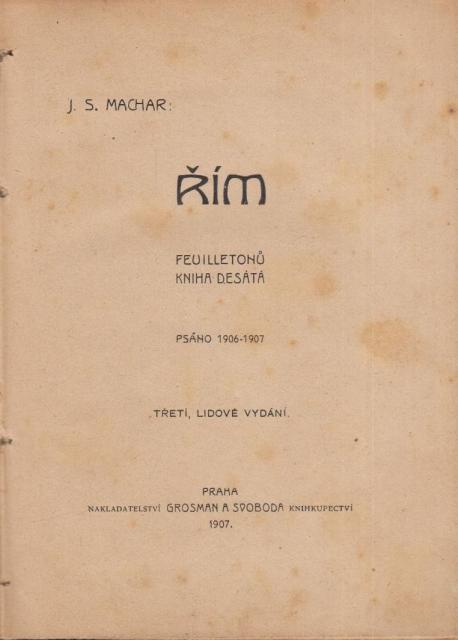 J. S. MACHAR:
ŘÍM
FEUILLETONŮ
KNIHA DESÁTÁ
PSÁNO 1906-1907
TŘETÍ, LIDOVÉ VYDÁNÍ.
PRAHA
NAKLADATELSTVÍ GROSMAN A SVOBODA KNIHKUPECTVÍ
1907.